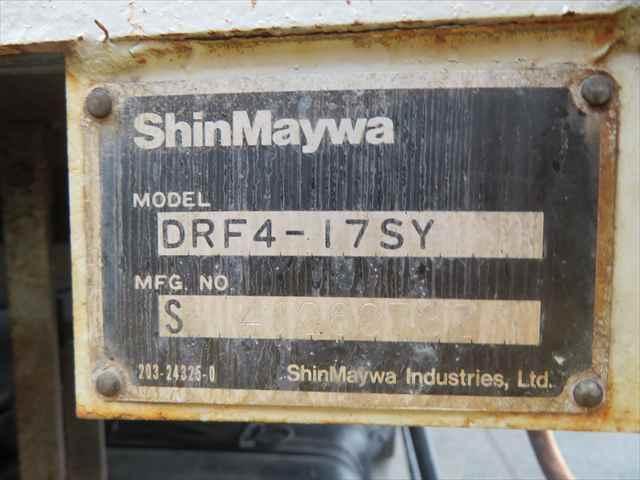 ShinMaywa
MODEL
DRF4-17SY
MFG. NO.
S
203-24325-0
ShinMaywa Industries, Ltd.